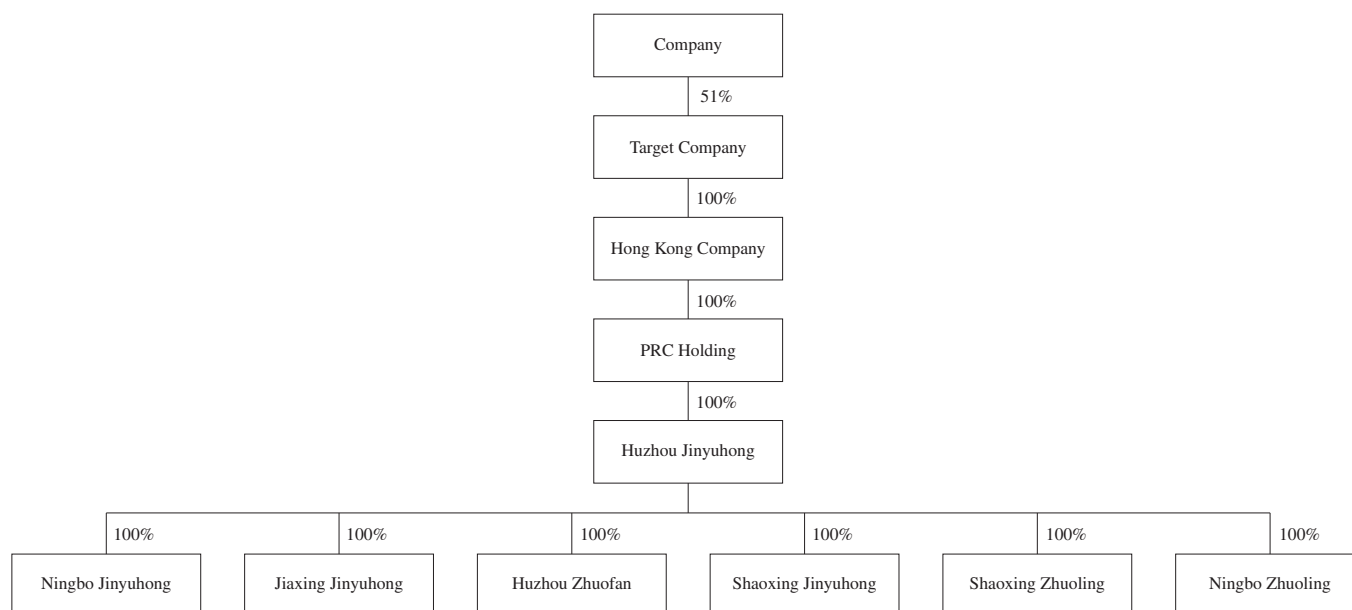 Company
51%
Target Company
100%
Hong Kong Company
100%
PRC Holding
100%
Huzhou Jinyuhong
100% 100% 100% 100% 100% 100%
Ningbo Jinyuhong Jiaxing Jinyuhong Huzhou Zhuofan Shaoxing Jinyuhong Shaoxing Zhuoling Ningbo Zhuoling